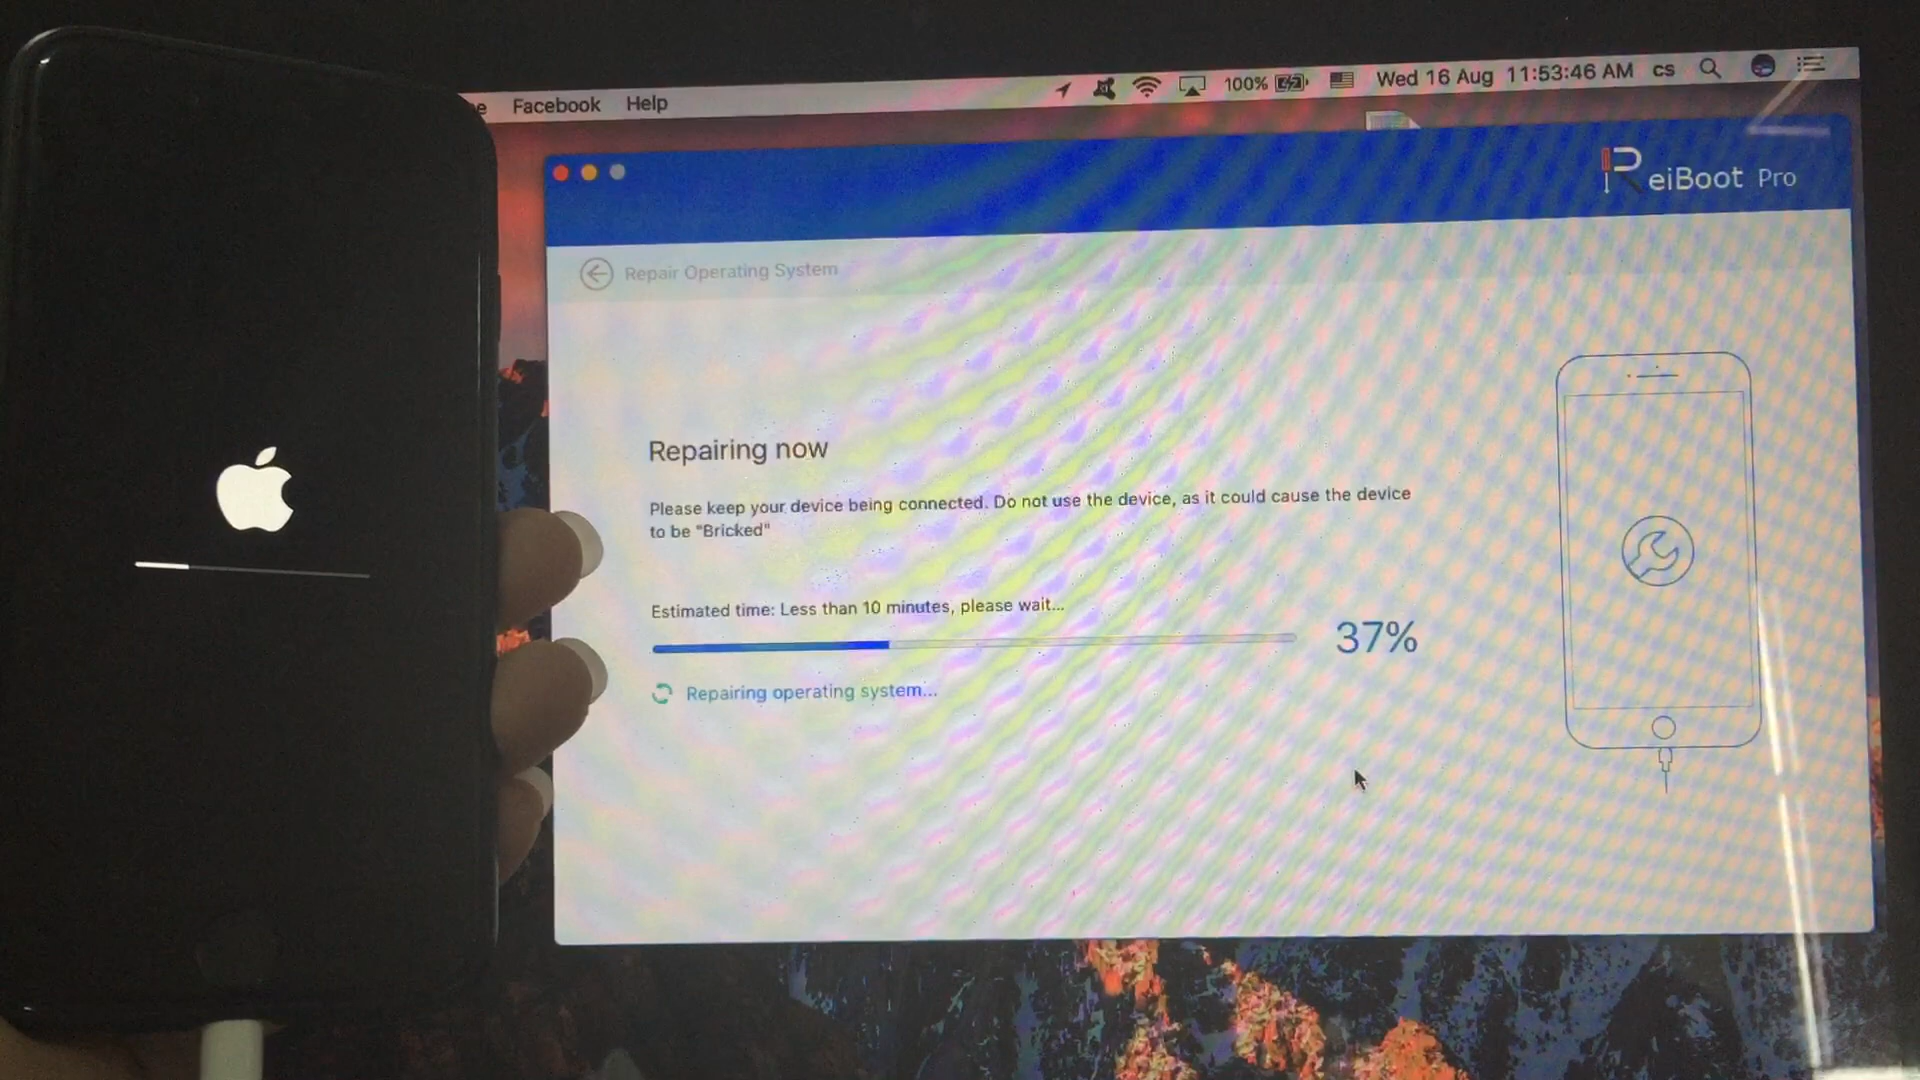 Facebook Help 100% Wed 16 Aug 11:53:46 AM cs
ReiBoot Pro
Repair Operating System
Repairing now
Please keep your device being connected. Do not use the device, as it could cause the device
to be "Bricked"
Estimated time: Less than 10 minutes, please wait...
37%
Repairing operating system...